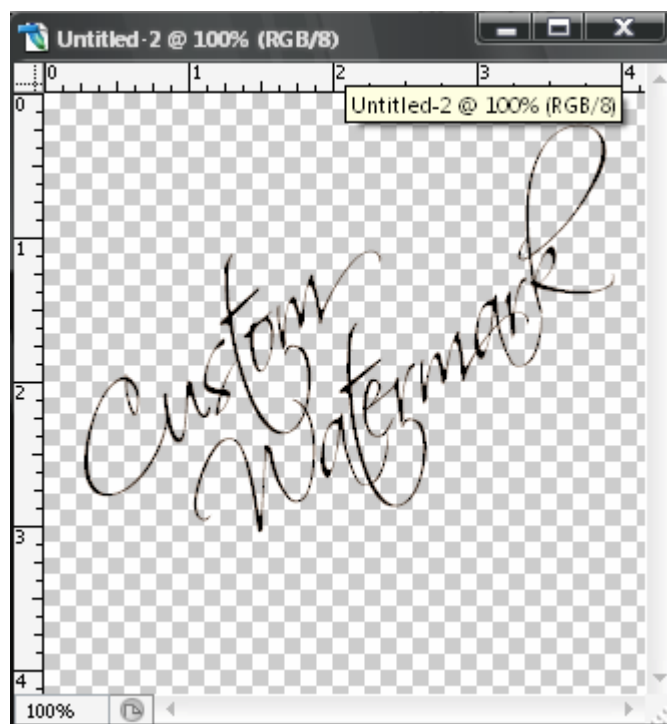 Untitled-2 @ 100% (RGB/8)
0 1 2 3 4
Untitled-2 @ 100% (RGB/8)
0
1
2
3
4
Custom
Watermark
100%